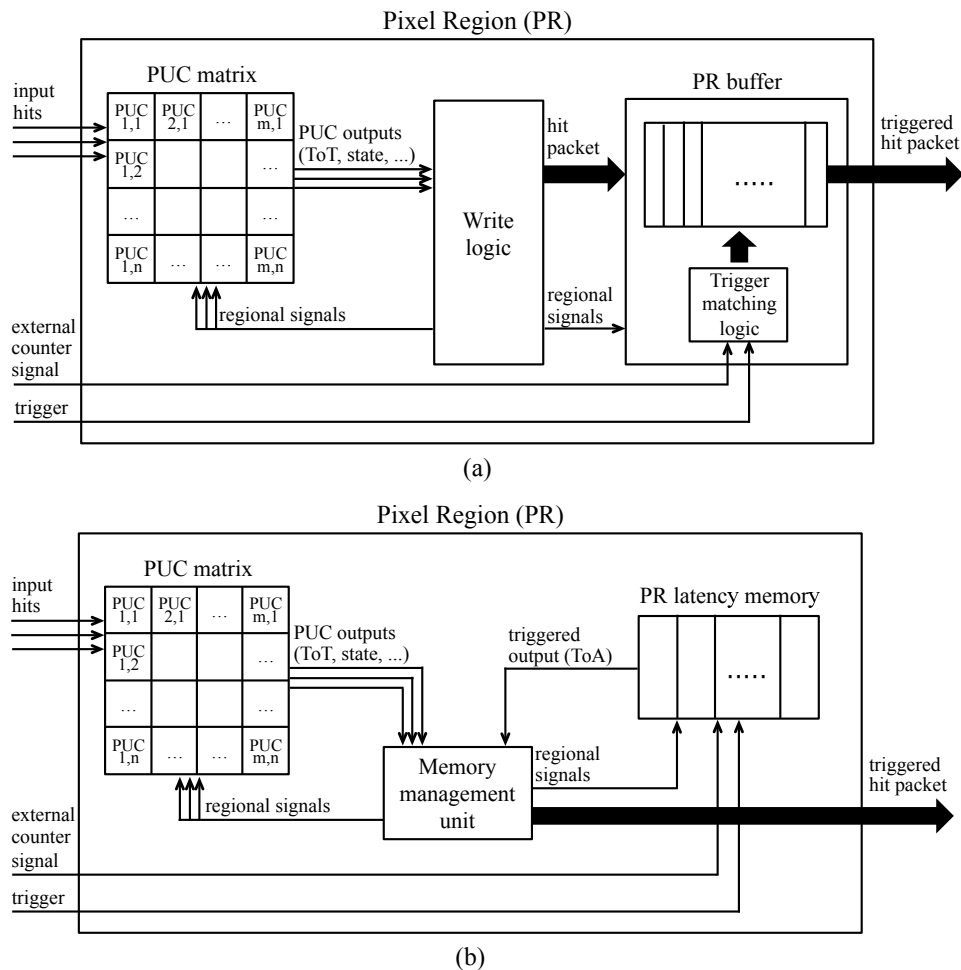 Pixel Region (PR)
PUC matrix
input
hits
PUC
1,1
PUC
2,1
...
PUC
m,1
PUC
1,2
...
...
...
PUC
1,n
...
...
PUC
m,n
PUC outputs
(ToT, state, ...)
Write
logic
hit
packet
PR buffer
.....
triggered
hit packet
Trigger
matching
logic
regional signals
regional
signals
external
counter
signal
trigger
(a)
Pixel Region (PR)
PUC matrix
input
hits
PUC
1,1
PUC
2,1
...
PUC
m,1
PUC
1,2
...
...
...
PUC
1,n
...
...
PUC
m,n
PUC outputs
(ToT, state, ...)
triggered
output (ToA)
PR latency memory
.....
Memory
management
unit
regional
signals
regional signals
triggered
hit packet
external
counter
signal
trigger
(b)